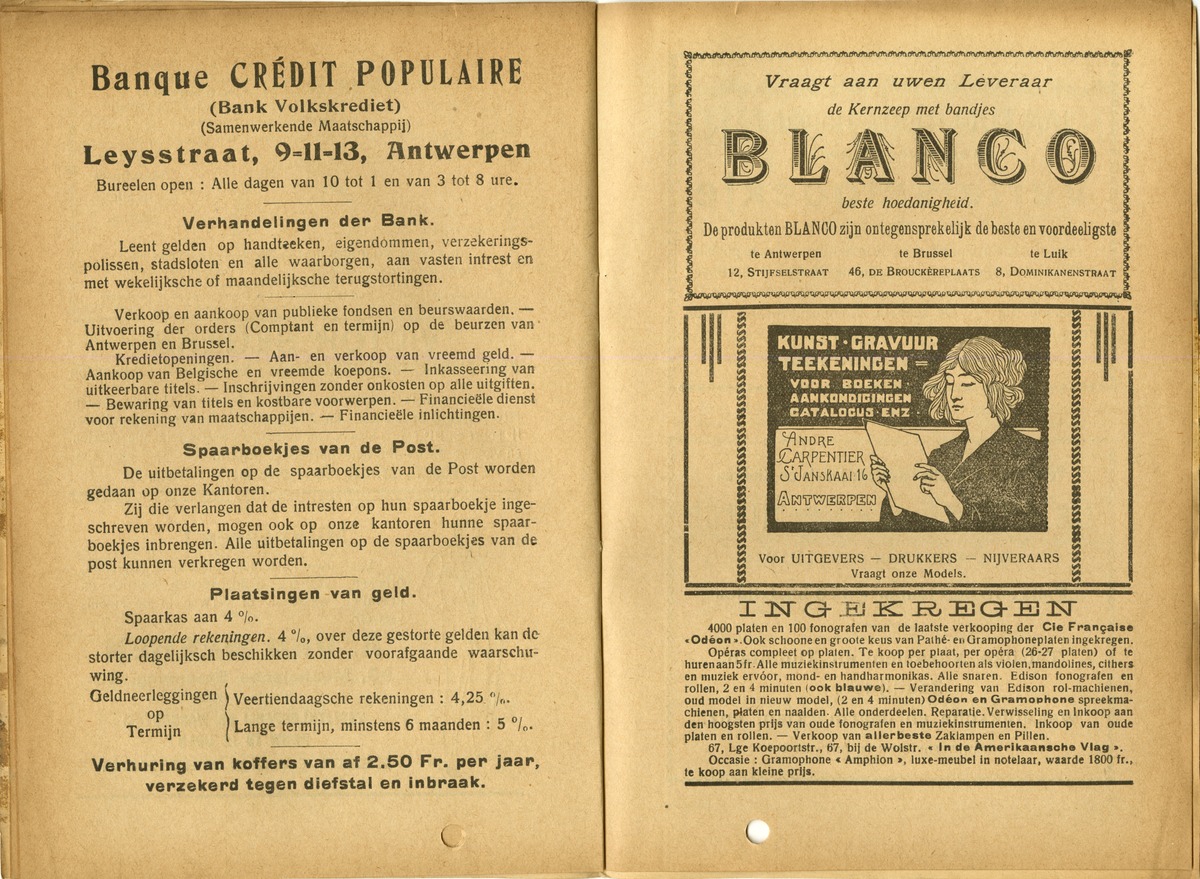 Banque CRÉDIT POPULAIRE
(Bank Volkskrediet)
(Samenwerkende Maatschappij)
Leysstraat, 9=11=13, Antwerpen
Bureelen open : Alle dagen van 10 tot 1 en van 3 tot 8 ure.
Verhandelingen der Bank.
Leent gelden op handteeken, eigendommen, verzekerings-
polissen, stadsloten en alle waarborgen, aan vasten intrest en
met wekelijksche of maandelijksche terugstortingen.
Verkoop en aankoop van publieke fondsen en beurswaarden. —
Uitvoering der orders (Comptant en termijn) op de beurzen van
Antwerpen en Brussel.
Kredietopeningen. — Aan- en verkoop van vreemd geld. —
Aankoop van Belgische en vreemde koepons. — Inkasseering van
uitkeerbare titels. — Inschrijvingen zonder onkosten op alle uitgiften.
— Bewaring van titels en kostbare voorwerpen. — Financieële dienst
voor rekening van maatschappijen. — Financieële inlichtingen.
Spaarboekjes van de Post.
De uitbetalingen op de spaarboekjes van de Post worden
gedaan op onze Kantoren.
Zij die verlangen dat de intresten op hun spaarboekje inge-
schreven worden, mogen ook op onze kantoren hunne spaar-
boekjes inbrengen. Alle uitbetalingen op de spaarboekjes van de
post kunnen verkregen worden.
Plaatsingen van geld.
Spaarkas aan 4 %.
Loopende rekeningen. 4 %, over deze gestorte gelden kan de
storter dagelijksch beschikken zonder voorafgaande waarschu-
wing.
Geldneerleggingen
op
Termijn
Veertiendaagsche rekeningen : 4,25 %.
Lange termijn, minstens 6 maanden : 5 %.
Verhuring van koffers van af 2.50 Fr. per jaar,
verzekerd tegen diefstal en inbraak.
Vraagt aan uwen Leveraar
de Kernzeep met bandjes
BLANCO
beste hoedanigheid.
De produkten BLANCO zijn ontegensprekelijk de beste en voordeeligste
te Antwerpen te Brussel te Luik
12, STIJFSELSTRAAT 46, DE BROUCKÈREPLAATS 8, DOMINIKANENSTRAAT
KUNST·GRAVUUR
TEEKENINGEN =
VOOR BOEKEN·
AANKONDIGINGEN
CATALOGUS·ENZ·
ANDRE
CARPENTIER
St JANSKAAI 16
ANTWERPEN
Voor UITGEVERS — DRUKKERS — NIJVERAARS
Vraagt onze Models.
INGEKREGEN
4000 platen en 100 fonografen van de laatste verkooping der Cie Française
«Odéon». Ook schoone en groote keus van Pathé- en Gramophoneplaten ingekregen.
Opéras compleet op platen. Te koop per plaat, per opéra (26-27 platen) of te
huren aan 5 fr. Alle muziekinstrumenten en toebehoorten als violen, mandolines, cithers
en muziek ervóor, mond- en handharmonikas. Alle snaren. Edison fonografen en
rollen, 2 en 4 minuten (ook blauwe). — Verandering van Edison rol-machienen,
oud model in nieuw model, (2 en 4 minuten) Odéon en Gramophone spreekma-
chienen, platen en naalden. Alle onderdeelen. Reparatie. Verwisseling en Inkoop aan
den hoogsten prijs van oude fonografen en muziekinstrumenten. Inkoop van oude
platen en rollen. — Verkoop van allerbeste Zaklampen en Pillen.
67, Lge Koepoortstr., 67, bij de Wolstr. « In de Amerikaansche Vlag ».
Occasie : Gramophone « Amphion », luxe-meubel in notelaar, waarde 1800 fr.,
te koop aan kleine prijs.